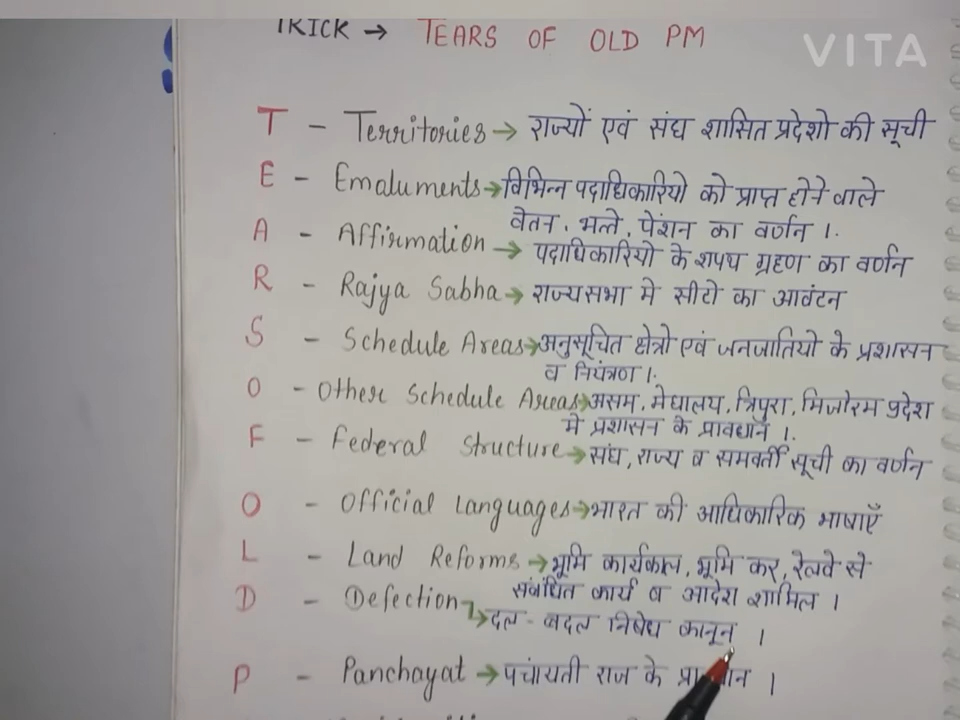 TRICK → TEARS OF OLD PM
VITA
T - Territories → राज्यों एवं संघ शासित प्रदेशो की सूची
E - Emaluments → विभिन्न पदाधिकारियो को प्राप्त होने वाले
वेतन, भत्ते, पेंशन का वर्णन ।
A - Affirmation → पदाधिकारियो के शपथ ग्रहण का वर्णन
R - Rajya Sabha → राज्यसभा मे सीटो का आवंटन
S - Schedule Areas → अनुसूचित क्षेत्रो एवं जनजातियो के प्रशासन
व नियंत्रण ।
O - Other Schedule Areas → असम, मेघालय, त्रिपुरा, मिजोरम प्रदेश
मे प्रशासन के प्रावधान ।
F - Federal Structure → संघ, राज्य व समवर्ती सूची का वर्णन
O - Official Languages → भारत की आधिकारिक भाषाएँ
L - Land Reforms → भूमि कार्यकाल, भूमि कर, रेलवे से
संबंधित कार्य व आदेश शामिल ।
D - Defection → दल - बदल निषेध कानून ।
P - Panchayat → पचांयती राज के ।